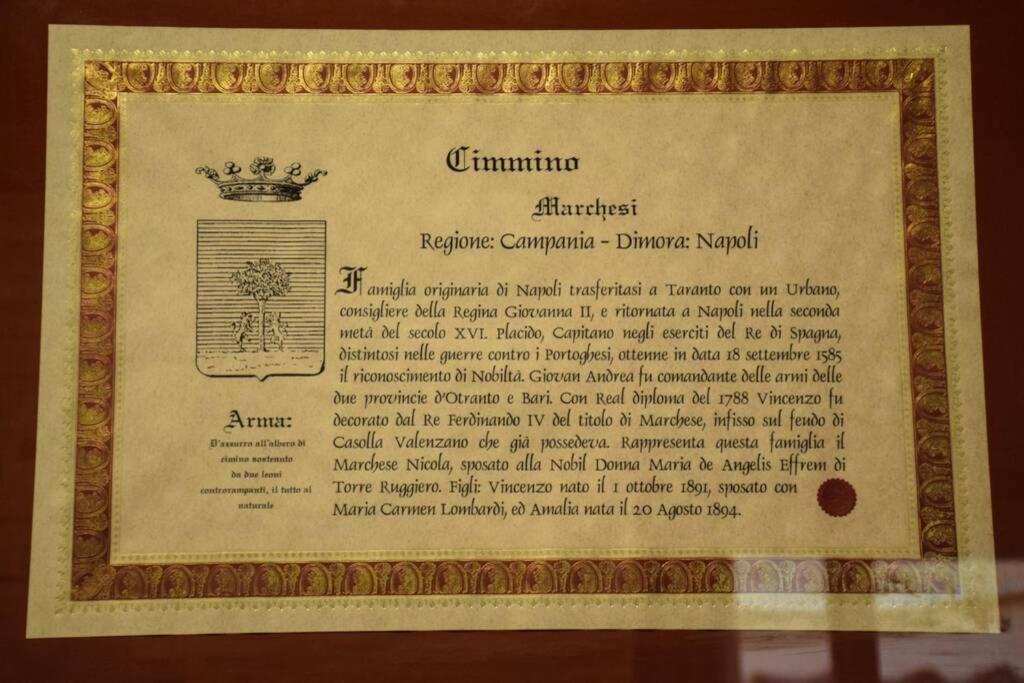 Cimmino
Marchesi
Regione: Campania - Dimora: Napoli
Famiglia originaria di Napoli trasferitasi a Taranto con un Urbano,
consigliere della Regina Giovanna II, e ritornata a Napoli nella seconda
metà del secolo XVI. Placido, Capitano negli eserciti del Re di Spagna,
distintosi nelle guerre contro i Portoghesi, ottenne in data 18 settembre 1585
il riconoscimento di Nobiltà. Giovan Andrea fu comandante delle armi delle
due provincie d'Otranto e Bari. Con Real diploma del 1788 Vincenzo fu
decorato dal Re Ferdinando IV del titolo di Marchese, infisso sul feudo di
Casolla Valenzano che già possedeva. Rappresenta questa famiglia il
Marchese Nicola, sposato alla Nobil Donna Maria de Angelis Effrem di
Torre Ruggiero. Figli: Vincenzo nato il 1 ottobre 1891, sposato con
Maria Carmen Lombardi, ed Amalia nata il 20 Agosto 1894.
Arma:
D'azzurro all'albero di
cimino sostenuto
da due leoni
controrampanti, il tutto al
naturale